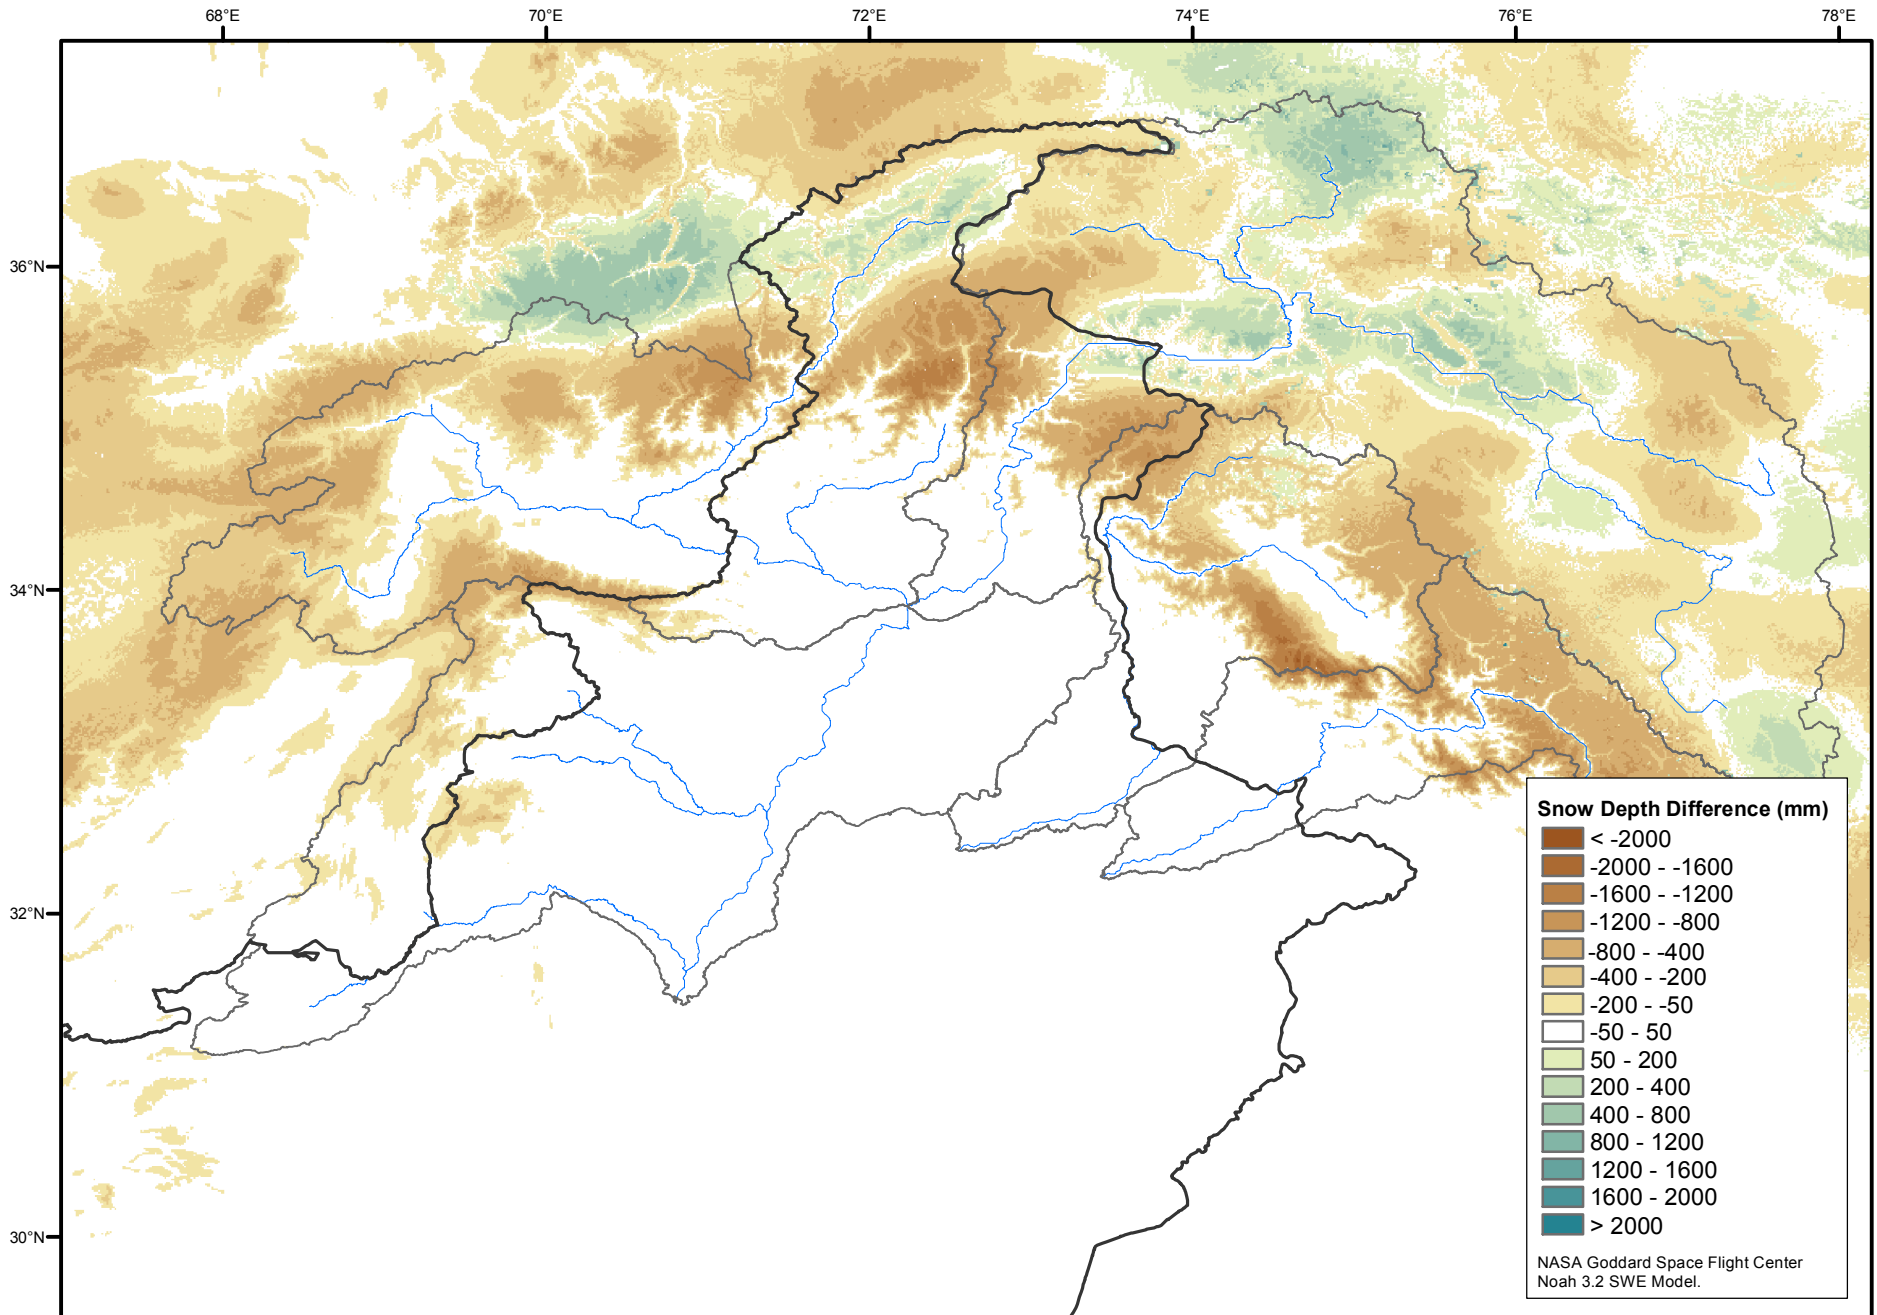 68°E 70°E 72°E 74°E 76°E 78°E
36°N
34°N
32°N
30°N
Snow Depth Difference (mm)
< -2000
-2000 - -1600
-1600 - -1200
-1200 - -800
-800 - -400
-400 - -200
-200 - -50
-50 - 50
50 - 200
200 - 400
400 - 800
800 - 1200
1200 - 1600
1600 - 2000
> 2000
NASA Goddard Space Flight Center
Noah 3.2 SWE Model.